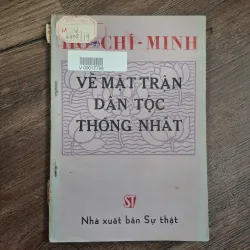 HỒ-CHÍ-MINH
VỀ MẶT TRẬN
DÂN TỘC
THỐNG NHẤT
ST
Nhà xuất bản Sự thật